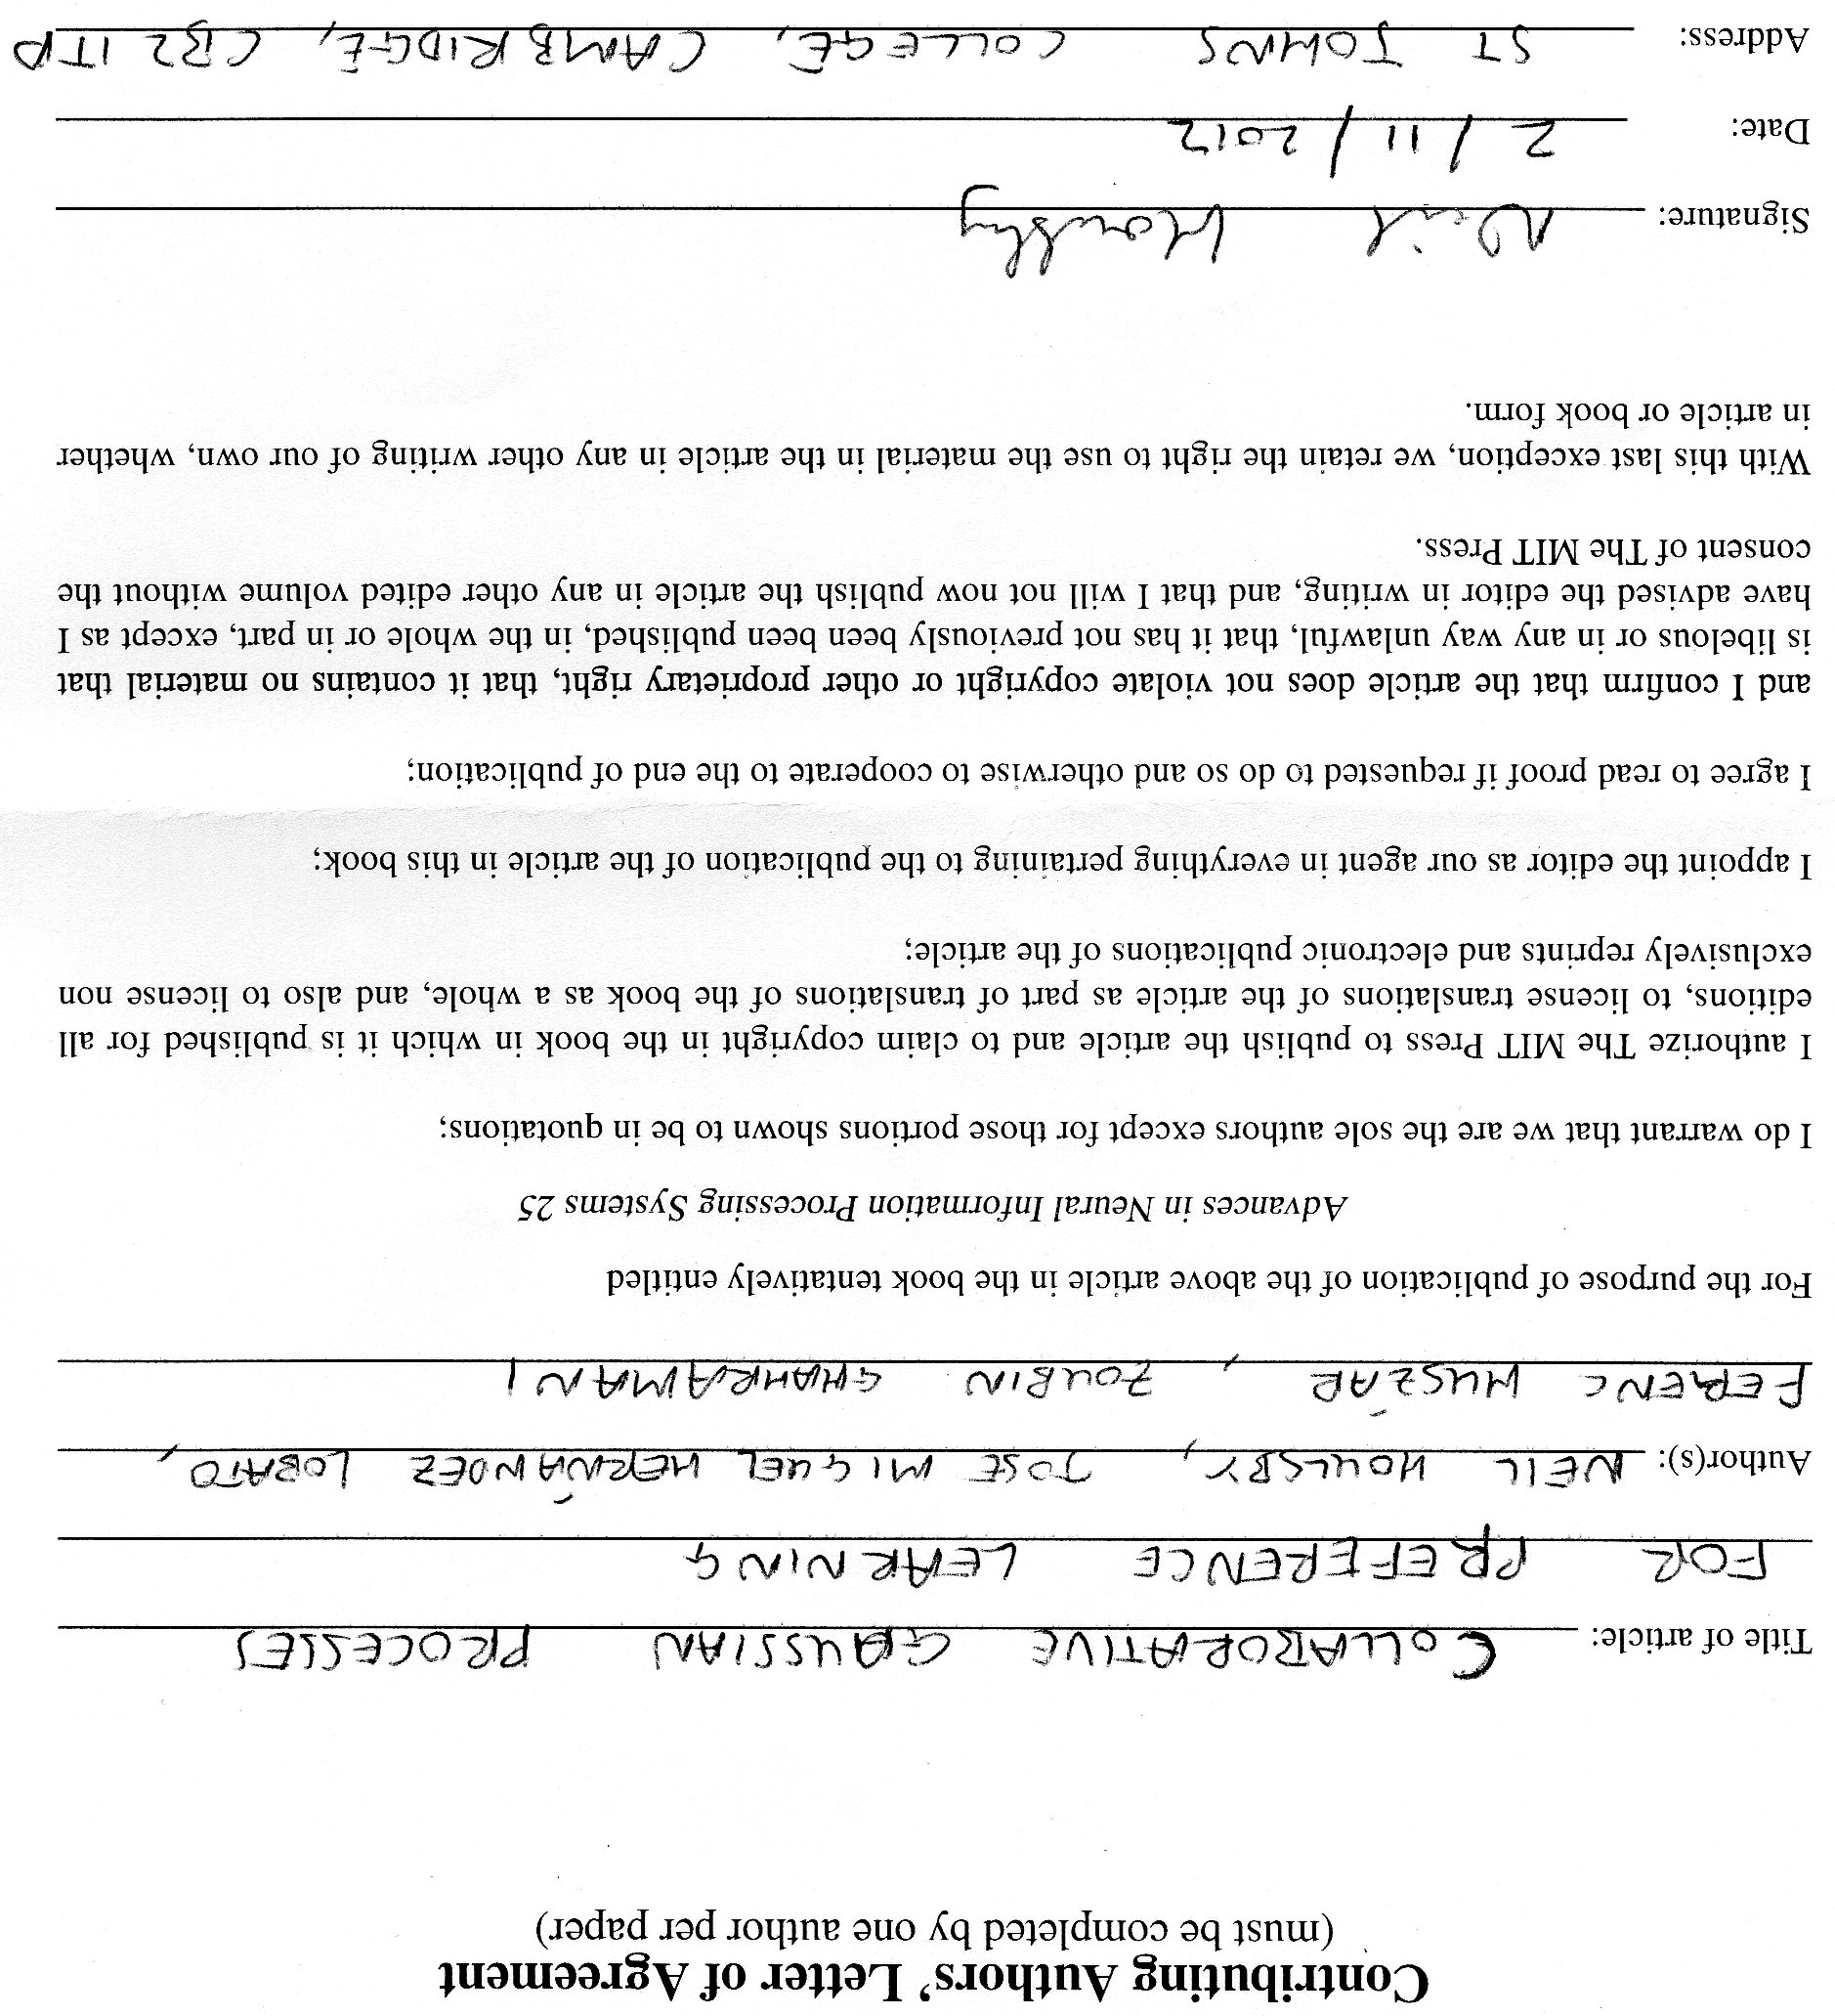 Contributing Authors' Letter of Agreement
(must be completed by one author per paper)
Title of article: COLLABORATIVE GAUSSIAN PROCESSES
FOR PREFERENCE LEARNING
Author(s): NEIL HOULSBY, JOSE MIGUEL HERNÁNDEZ LOBATO,
FERENC HUSZÁR, ZOUBIN GHAHRAMANI
For the purpose of publication of the above article in the book tentatively entitled
Advances in Neural Information Processing Systems 25
I do warrant that we are the sole authors except for those portions shown to be in quotations;
I authorize The MIT Press to publish the article and to claim copyright in the book in which it is published for all
editions, to license translations of the article as part of translations of the book as a whole, and also to license non
exclusively reprints and electronic publications of the article;
I appoint the editor as our agent in everything pertaining to the publication of the article in this book;
I agree to read proof if requested to do so and otherwise to cooperate to the end of publication;
and I confirm that the article does not violate copyright or other proprietary right, that it contains no material that
is libelous or in any way unlawful, that it has not previously been been published, in the whole or in part, except as I
have advised the editor in writing, and that I will not now publish the article in any other edited volume without the
consent of The MIT Press.
With this last exception, we retain the right to use the material in the article in any other writing of our own, whether
in article or book form.
Signature: Neil Houlsby
Date: 2/11/2012
Address: ST JOHNS COLLEGE, CAMBRIDGE, CB2 1TP